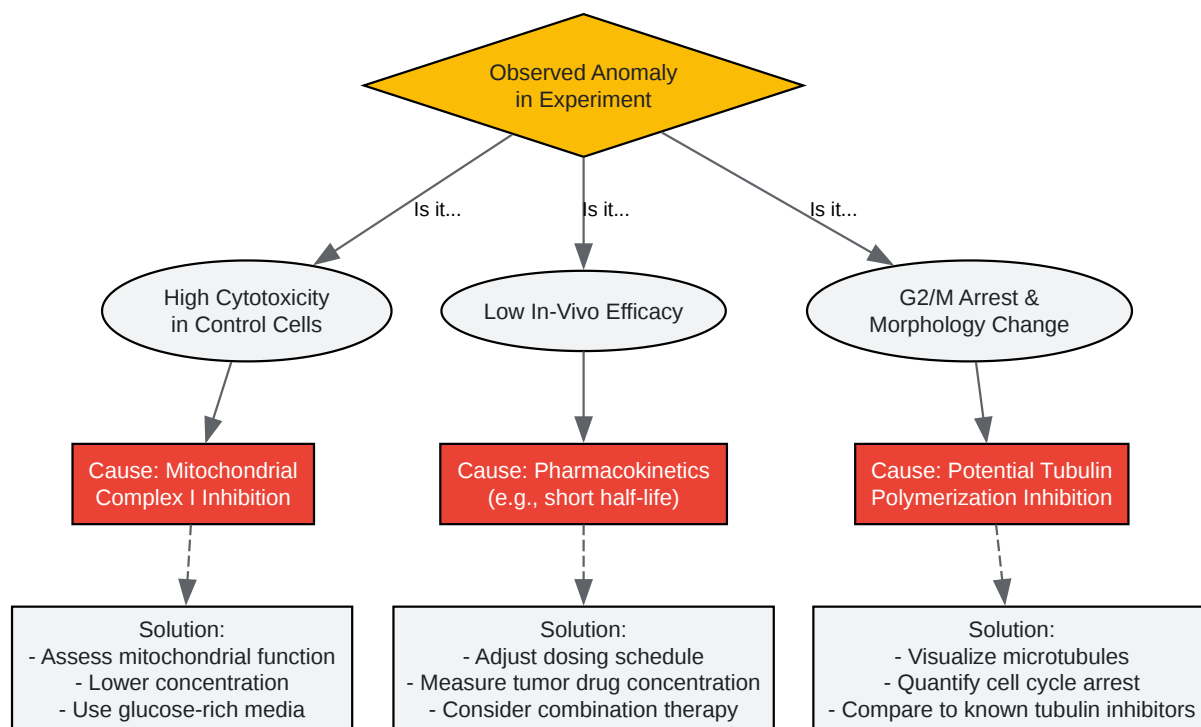 Observed Anomaly
in Experiment
Is it...
Is it...
Is it...
High Cytotoxicity
in Control Cells
Low In-Vivo Efficacy
G2/M Arrest &
Morphology Change
Cause: Mitochondrial
Complex I Inhibition
Cause: Pharmacokinetics
(e.g., short half-life)
Cause: Potential Tubulin
Polymerization Inhibition
Solution:
- Assess mitochondrial function
- Lower concentration
- Use glucose-rich media
Solution:
- Adjust dosing schedule
- Measure tumor drug concentration
- Consider combination therapy
Solution:
- Visualize microtubules
- Quantify cell cycle arrest
- Compare to known tubulin inhibitors